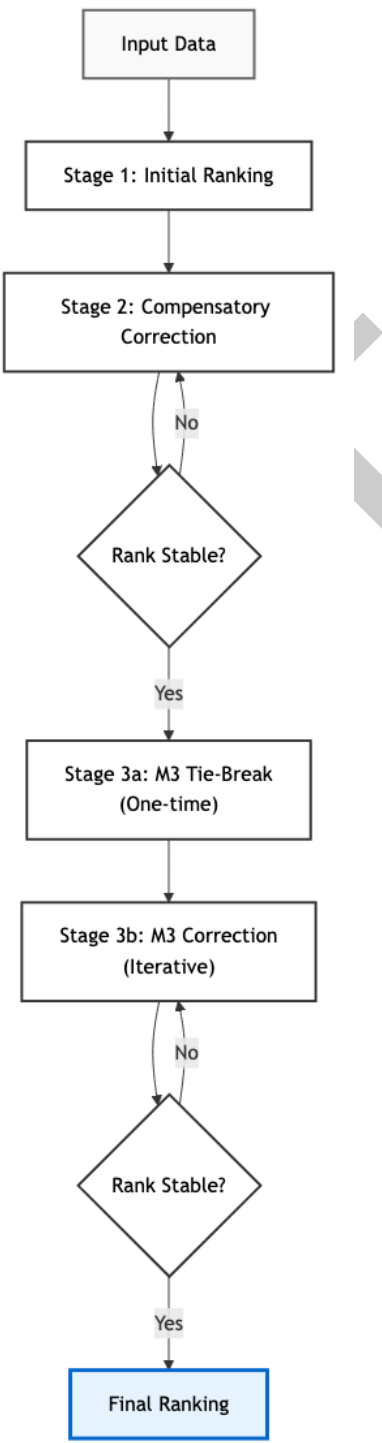 Input Data
Stage 1: Initial Ranking
Stage 2: Compensatory
Correction
No
Rank Stable?
Yes
Stage 3a: M3 Tie-Break
(One-time)
Stage 3b: M3 Correction
(Iterative)
No
Rank Stable?
Yes
Final Ranking